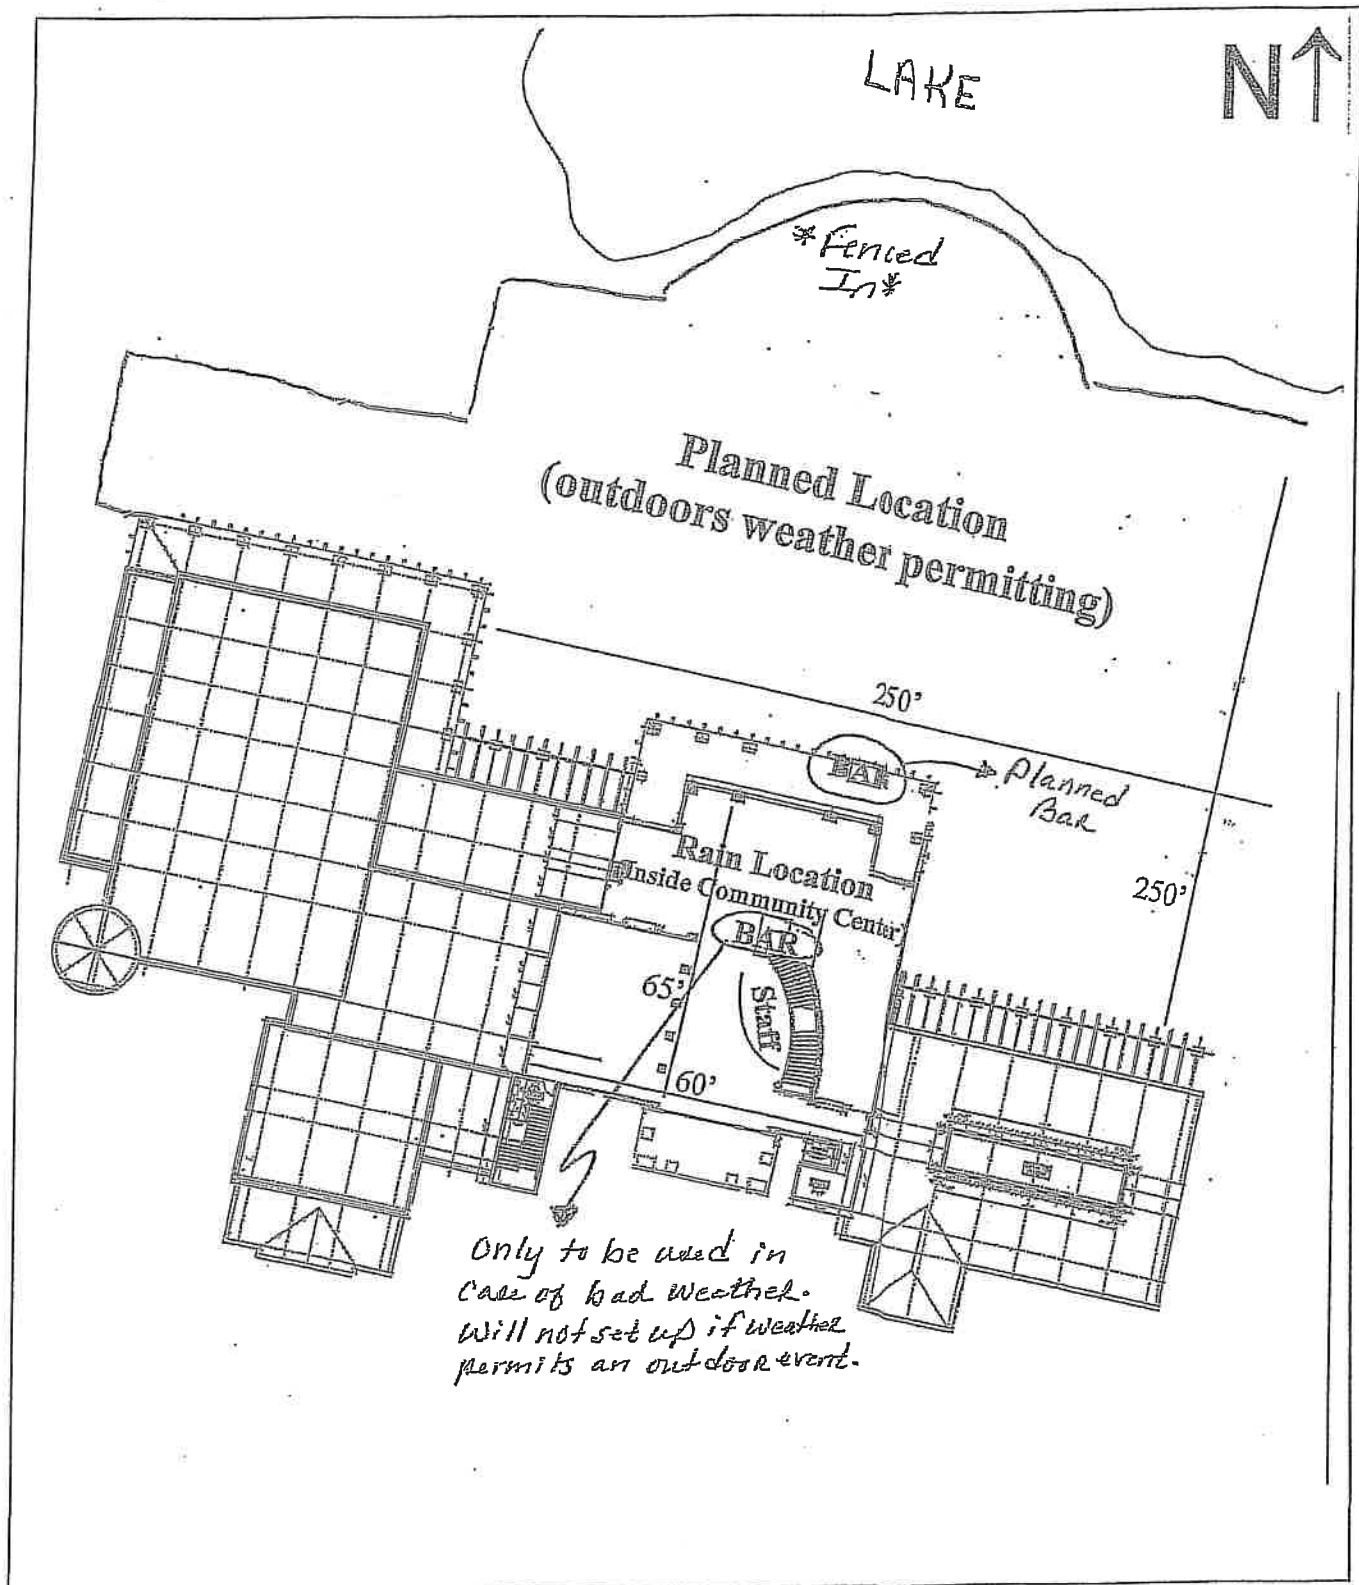 LAKE
N
*Fenced
In*
Planned Location
(outdoors weather permitting)
250'
BAR
Planned
Bar
Rain Location
(Inside Community Center)
250'
BAR
65'
Staff
60'
Only to be used in
Case of bad weather.
Will not set up if weather
permits an outdoor event.